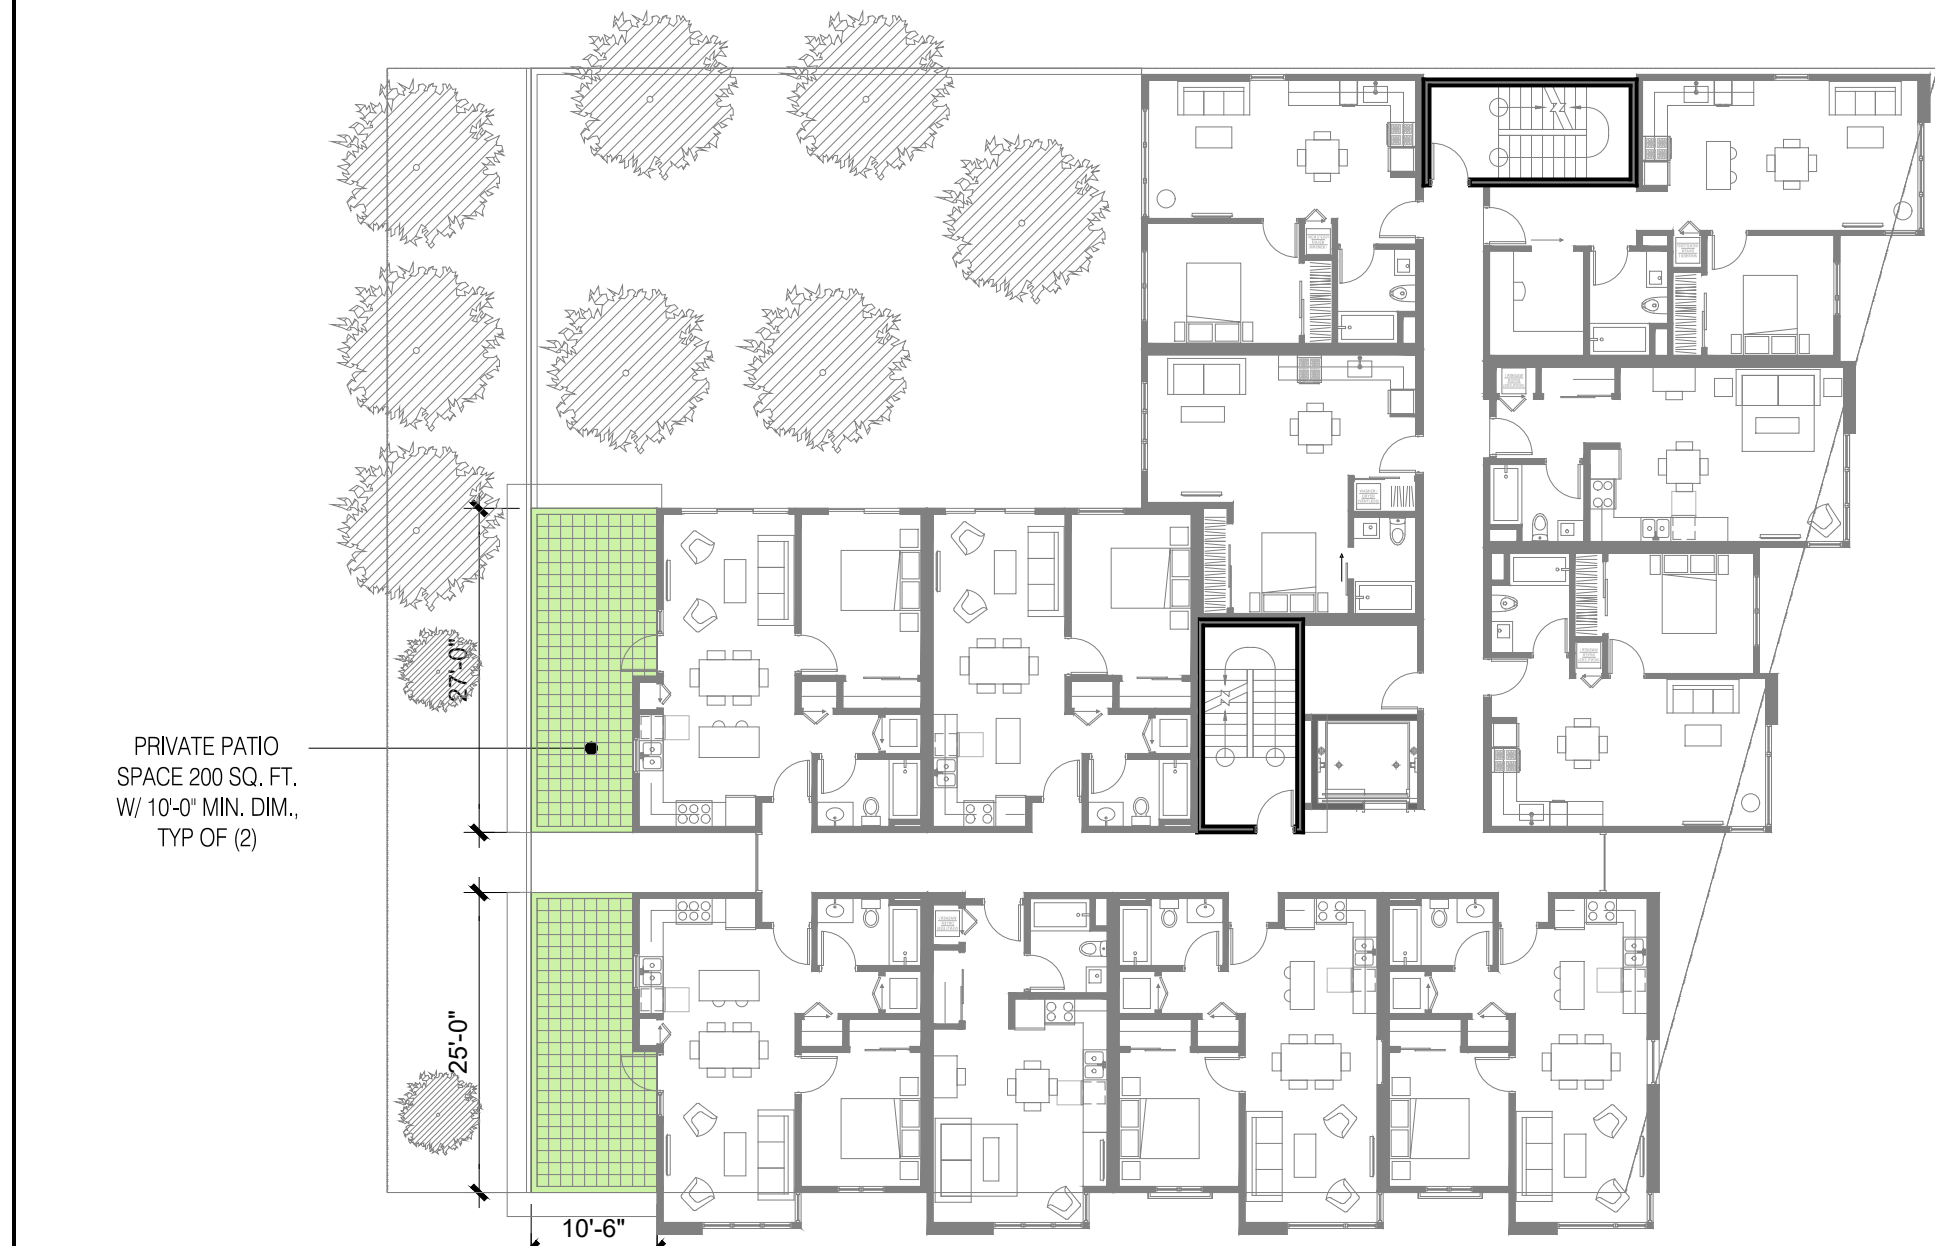 27'-0"
PRIVATE PATIO
SPACE 200 SQ. FT.
W/ 10'-0" MIN. DIM.,
TYP OF (2)
25'-0"
10'-6"